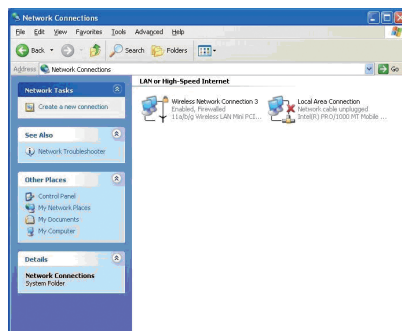 Network Connections
File Edit View Favorites Tools Advanced Help
Back Search Folders
Address Network Connections Go
Network Tasks
Create a new connection
See Also
Network Troubleshooter
Other Places
Control Panel
My Network Places
My Documents
My Computer
Details
Network Connections
System Folder
LAN or High-Speed Internet
Wireless Network Connection 3
Enabled, Firewalled
11a/b/g Wireless LAN Mini PCI...
Local Area Connection
Network cable unplugged
Intel(R) PRO/1000 MT Mobile ...